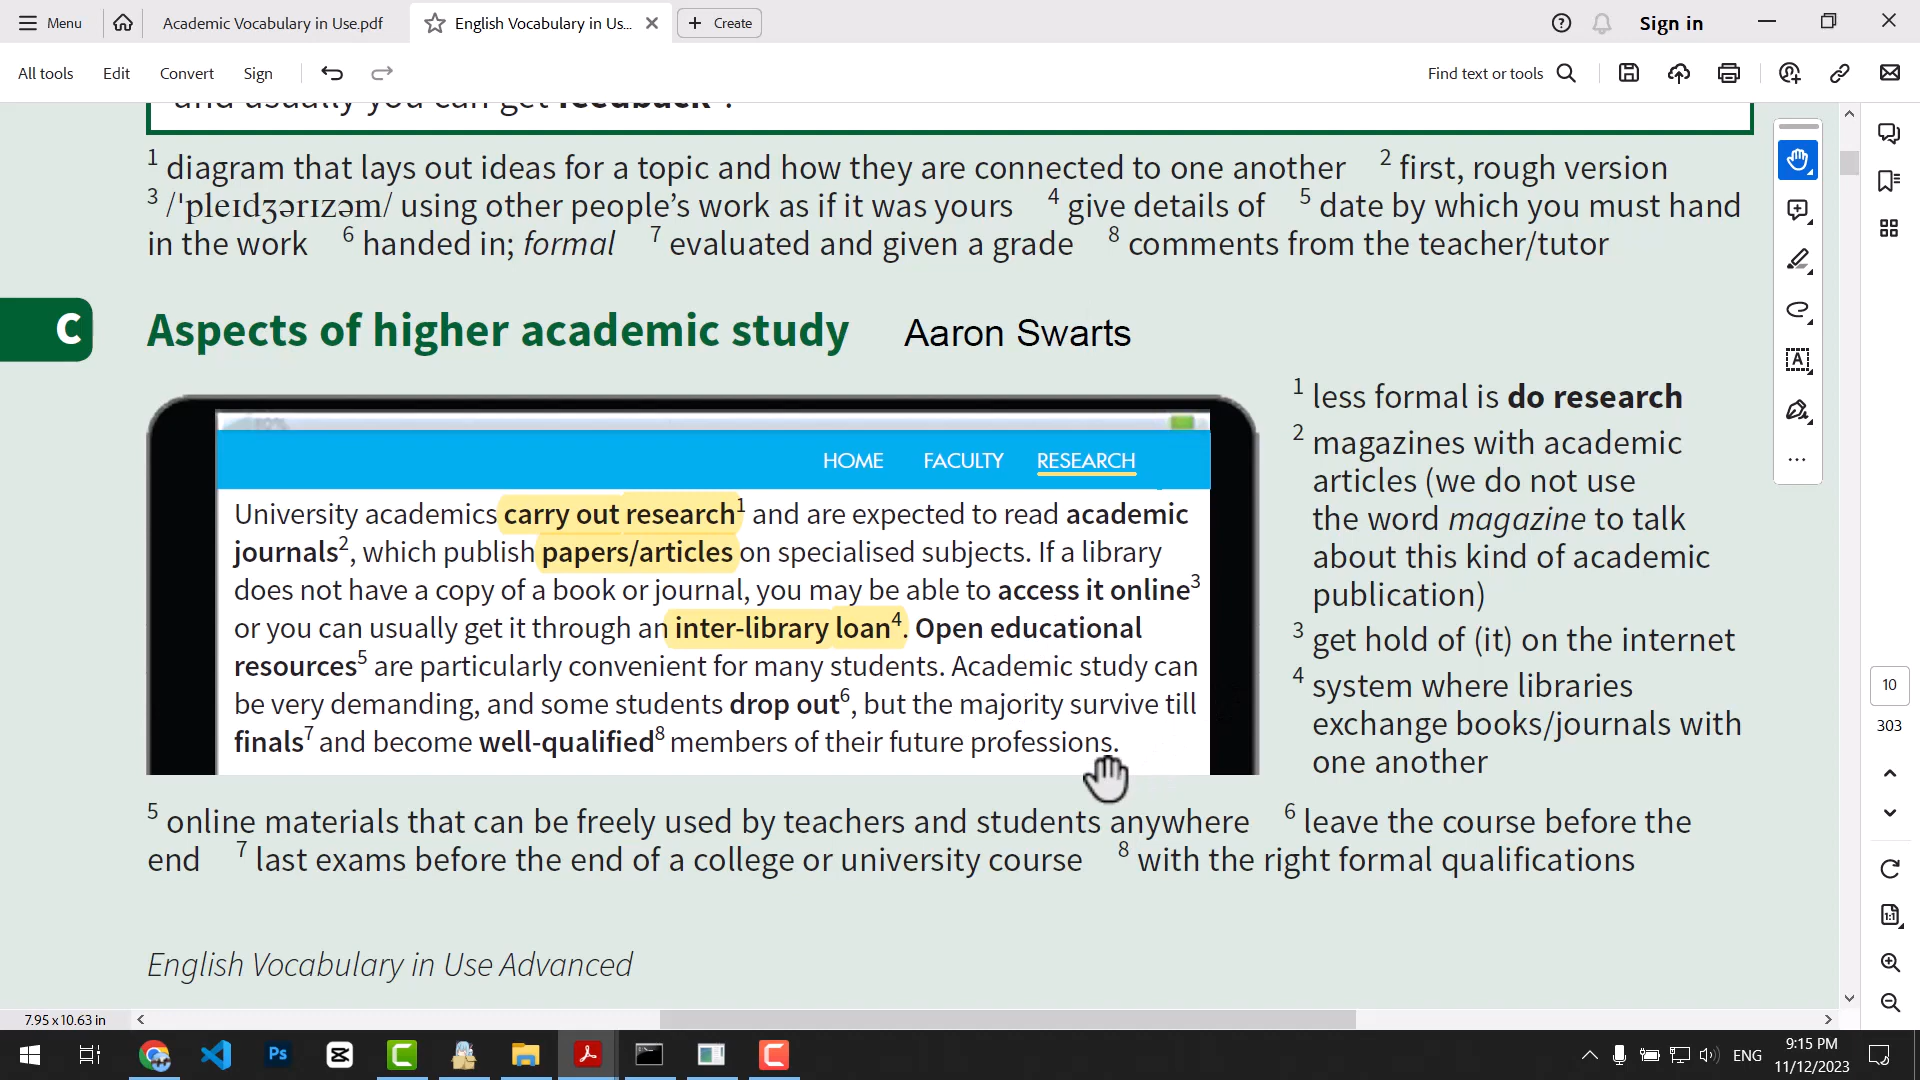 Menu
Academic Vocabulary in Use.pdf
English Vocabulary in Us...
Create
Sign in
All tools
Edit
Convert
Sign
Find text or tools
and usually you can get feedback8.
1 diagram that lays out ideas for a topic and how they are connected to one another 2 first, rough version
3 /ˈpleɪdʒərɪzəm/ using other people’s work as if it was yours 4 give details of 5 date by which you must hand
in the work 6 handed in; formal 7 evaluated and given a grade 8 comments from the teacher/tutor
C
Aspects of higher academic study
Aaron Swarts
HOME FACULTY RESEARCH
University academics carry out research1 and are expected to read academic
journals2, which publish papers/articles on specialised subjects. If a library
does not have a copy of a book or journal, you may be able to access it online3
or you can usually get it through an inter-library loan4. Open educational
resources5 are particularly convenient for many students. Academic study can
be very demanding, and some students drop out6, but the majority survive till
finals7 and become well-qualified8 members of their future professions.
1 less formal is do research
2 magazines with academic
articles (we do not use
the word magazine to talk
about this kind of academic
publication)
3 get hold of (it) on the internet
4 system where libraries
exchange books/journals with
one another
5 online materials that can be freely used by teachers and students anywhere 6 leave the course before the
end 7 last exams before the end of a college or university course 8 with the right formal qualifications
English Vocabulary in Use Advanced
10
303
1:1
7.95 x 10.63 in
Ps
ENG
9:15 PM
11/12/2023